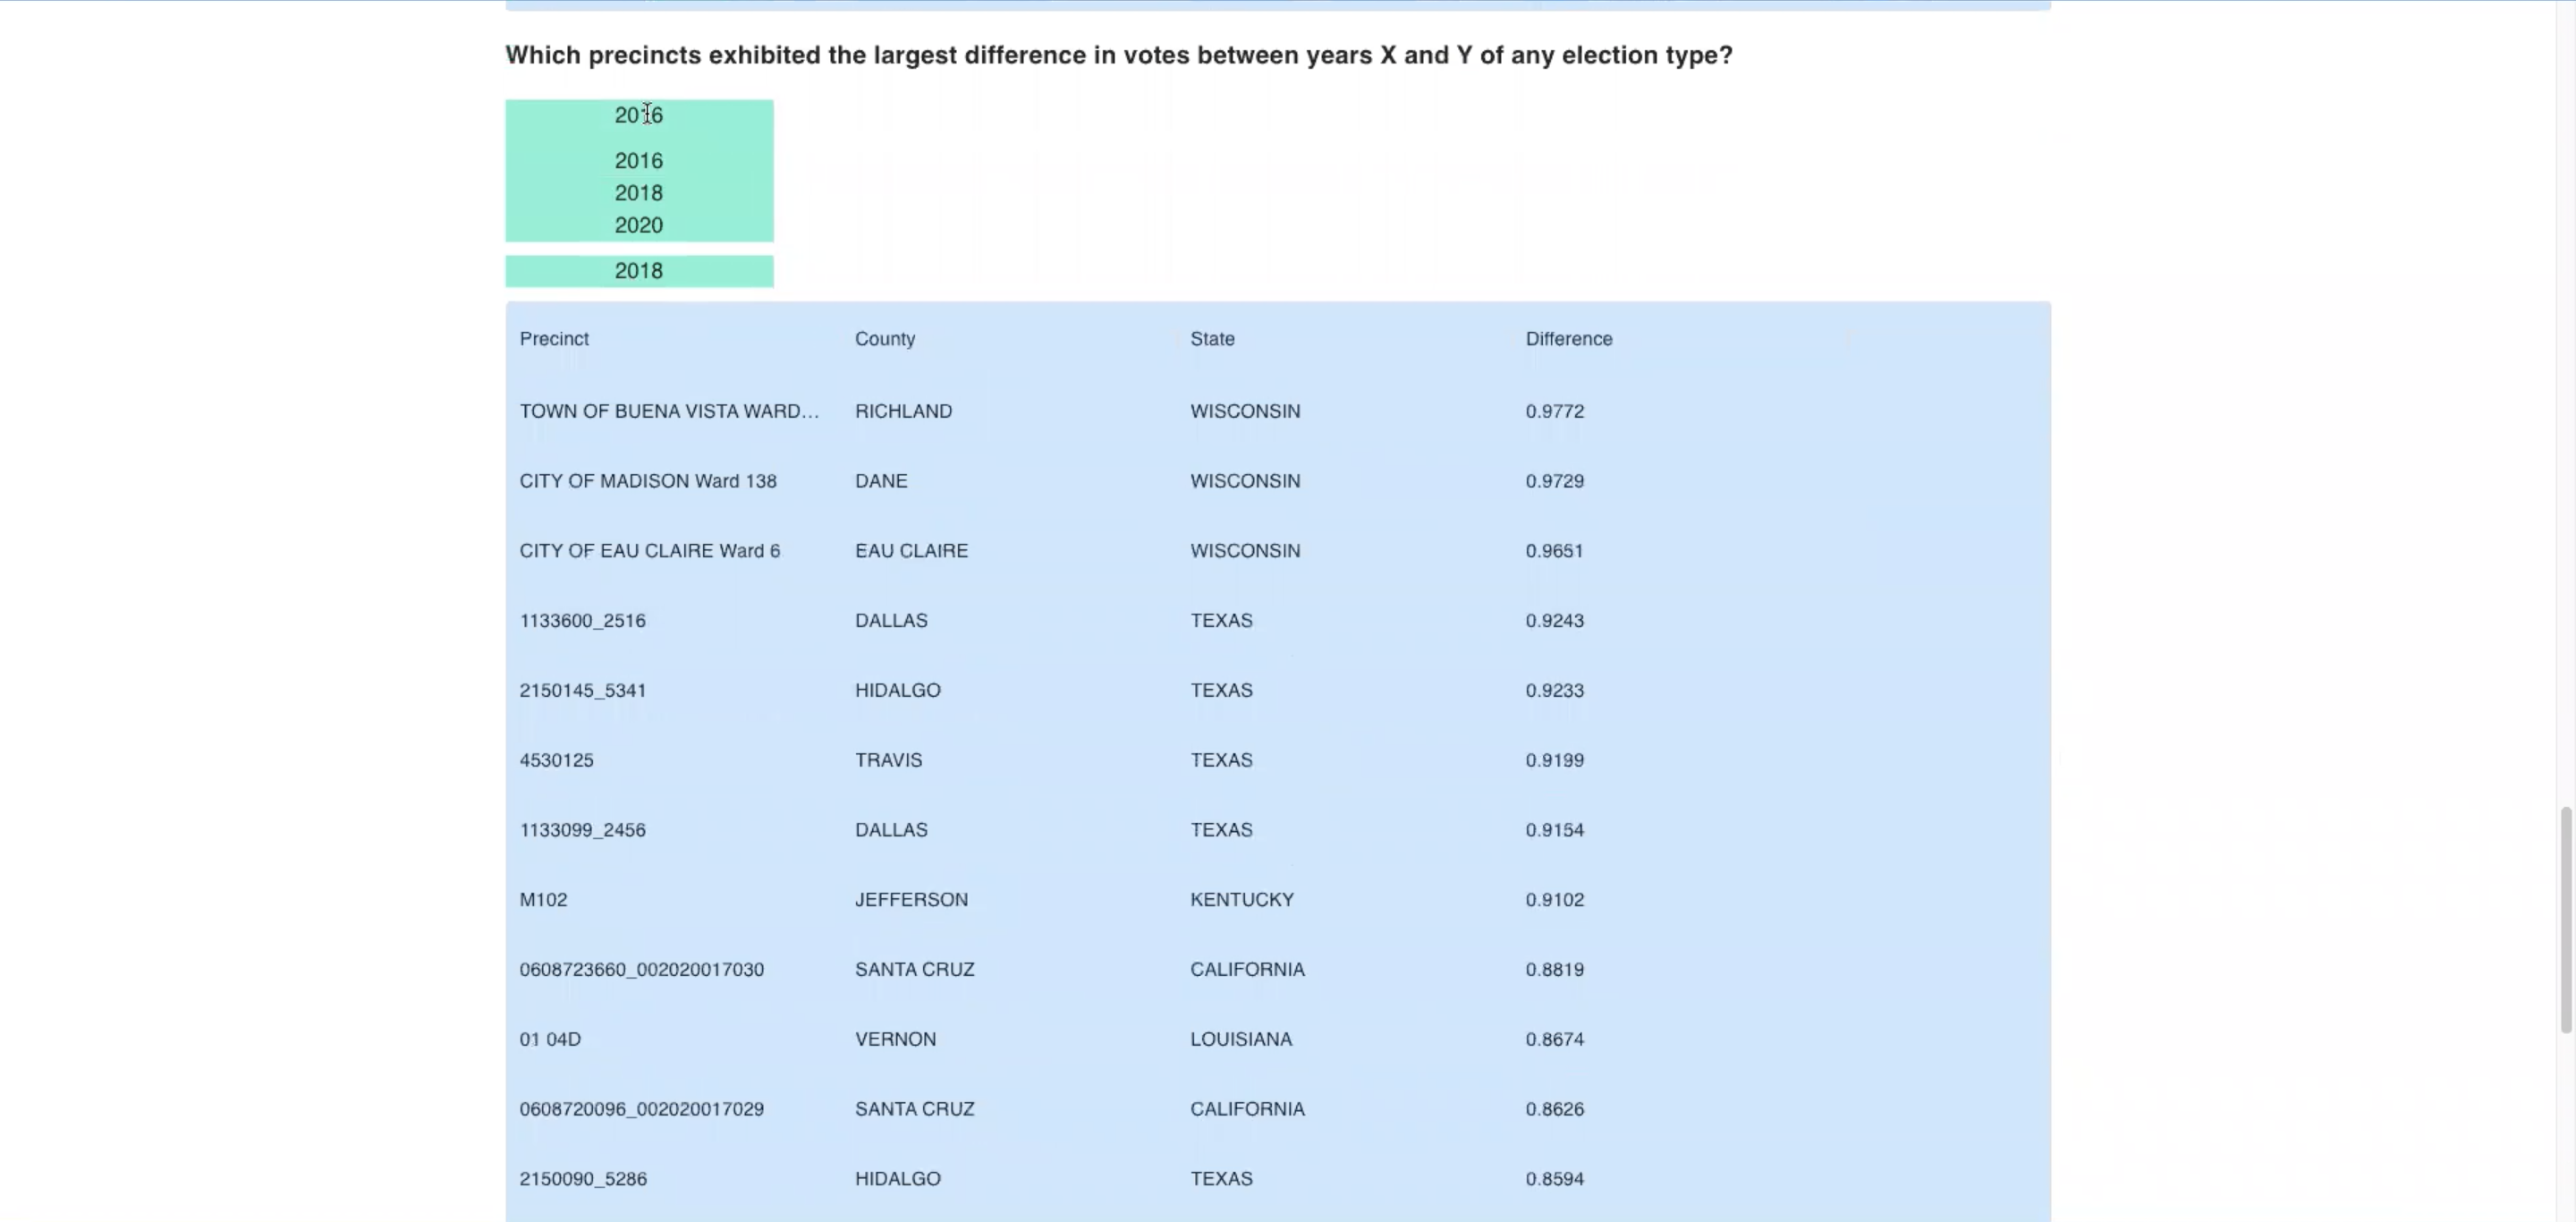 Which precincts exhibited the largest difference in votes between years X and Y of any election type?
2016
2016
2018
2020
2018
Precinct County State Difference
TOWN OF BUENA VISTA WARD... RICHLAND WISCONSIN 0.9772
CITY OF MADISON Ward 138 DANE WISCONSIN 0.9729
CITY OF EAU CLAIRE Ward 6 EAU CLAIRE WISCONSIN 0.9651
1133600_2516 DALLAS TEXAS 0.9243
2150145_5341 HIDALGO TEXAS 0.9233
4530125 TRAVIS TEXAS 0.9199
1133099_2456 DALLAS TEXAS 0.9154
M102 JEFFERSON KENTUCKY 0.9102
0608723660_002020017030 SANTA CRUZ CALIFORNIA 0.8819
01 04D VERNON LOUISIANA 0.8674
0608720096_002020017029 SANTA CRUZ CALIFORNIA 0.8626
2150090_5286 HIDALGO TEXAS 0.8594